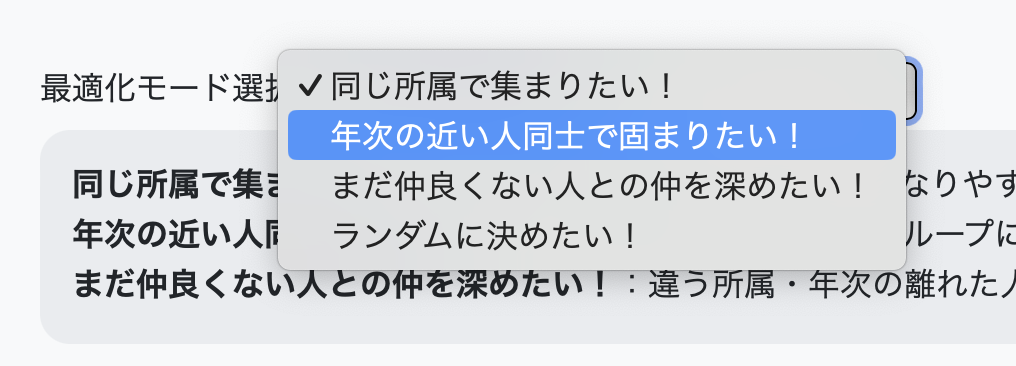 最適化モード選択
同じ所属で集まりたい！
年次の近い人同士で固まりたい！
まだ仲良くない人との仲を深めたい！
ランダムに決めたい！
同じ所属で集ま なりやす
年次の近い人同 ループに
まだ仲良くない人との仲を深めたい！：違う所属・年次の離れた人